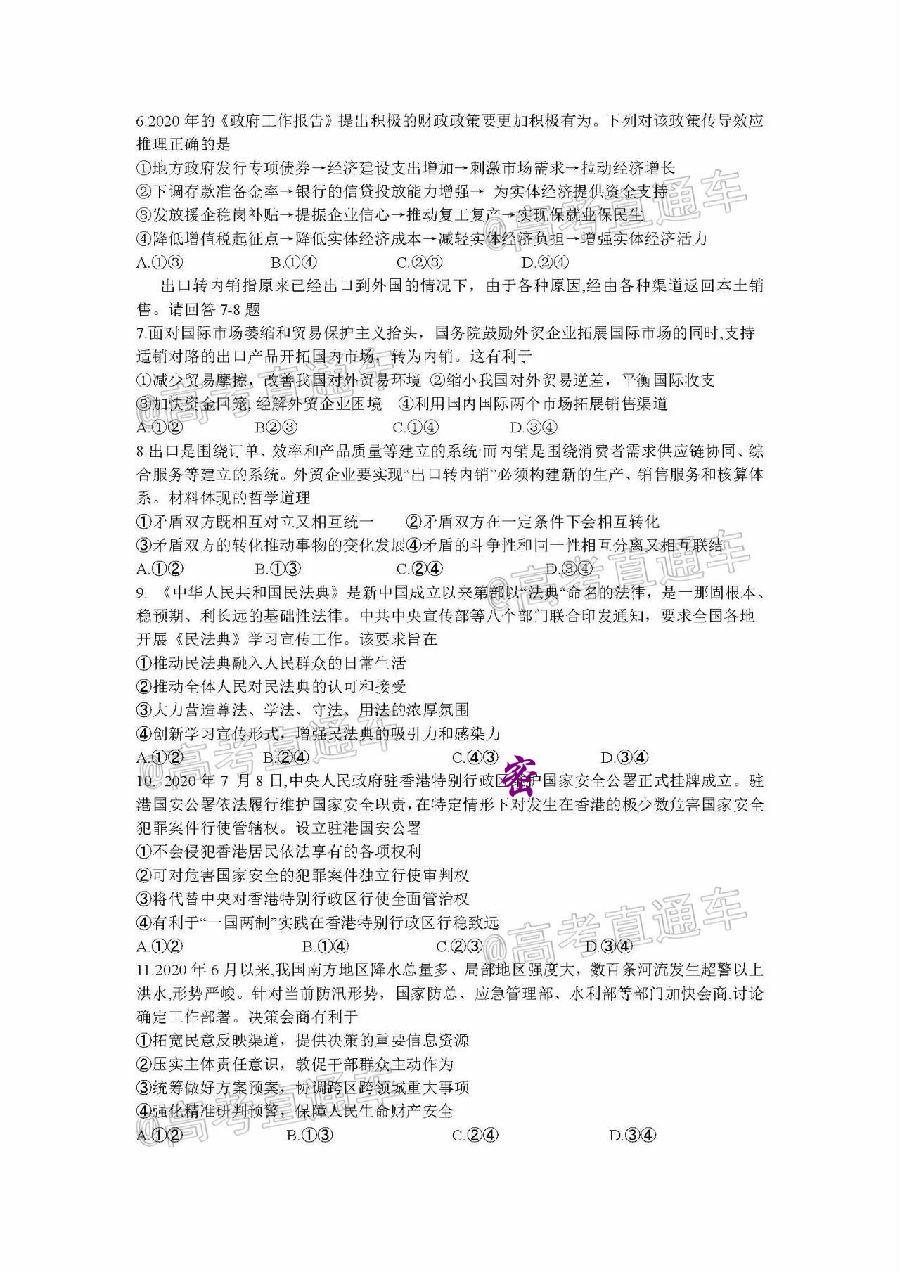 6.2020 年的《政府工作报告》提出积极的财政政策要更加积极有为。下列对该政策传导效应
推理正确的是
①地方政府发行专项债券→经济建设支出增加→刺激市场需求→拉动经济增长
②下调存款准备金率→银行的信贷投放能力增强→ 为实体经济提供资金支持
③发放援企稳岗补贴→提振企业信心→推动复工复产→实现保就业保民生
④降低增值税起征点→降低实体经济成本→减轻实体经济负担→增强实体经济活力
A.①③ B.①④ C.②③ D.②④
出口转内销指原来已经出口到外国的情况下，由于各种原因,经由各种渠道返回本土销
售。请回答 7-8 题
7.面对国际市场萎缩和贸易保护主义抬头，国务院鼓励外贸企业拓展国际市场的同时,支持
适销对路的出口产品开拓国内市场，转为内销。这有利于
①减少贸易摩擦，改善我国对外贸易环境 ②缩小我国对外贸易逆差，平衡国际收支
③加快资金回笼, 经解外贸企业困境 ④利用国内国际两个市场拓展销售渠道
A.①② B②③ C.①④ D.③④
8 出口是围绕订单、效率和产品质量等建立的系统·而内销是围绕消费者需求供应链协同、综
合服务等建立的系统。外贸企业要实现“出口转内销”必须构建新的生产、销售服务和核算体
系。材料体现的哲学道理
①矛盾双方既相互对立又相互统一 ②矛盾双方在一定条件下会相互转化
③矛盾双方的转化推动事物的变化发展④矛盾的斗争性和同一性相互分离又相互联结
A.①② B.①③ C.②④ D.③④
9. 《中华人民共和国民法典》是新中国成立以来第部以“法典“命名的法律，是一那固根本、
稳预期、利长远的基础性法律。中共中央宣传部等八个部门联合印发通知，要求全国各地
开展《民法典》学习宣传工作。该要求旨在
①推动民法典融入人民群众的日常生活
②推动全体人民对民法典的认可和接受
③大力营造尊法、学法、守法、用法的浓厚氛围
④创新学习宣传形式，增强民法典的吸引力和感染力
A.①② B.②④ C.④③ D.③④
10. 2020 年 7 月 8 日,中央人民政府驻香港特别行政区密护国家安全公署正式挂牌成立。驻
港国安公署依法履行维护国家安全职责,在特定情形下对发生在香港的极少数危害国家安全
犯罪案件行使管辖权。设立驻港国安公署
①不会侵犯香港居民依法享有的各项权利
②可对危害国家安全的犯罪案件独立行使审判权
③将代替中央对香港特别行政区行使全面管治权
④有利于“一国两制”实践在香港特别行政区行稳致远
A.①② B.①④ C.②③ D.③④
11.2020 年 6 月以来,我国南方地区降水总量多、局部地区强度大，数百条河流发生超警以上
洪水,形势严峻。针对当前防汛形势，国家防总、应急管理部、水利部等部门加快会商,讨论
确定工作部署。决策会商有利于
①拓宽民意反映渠道，提供决策的重要信息资源
②压实主体责任意识，敦促干部群众主动作为
③统筹做好方案预案，协调跨区跨领域重大事项
④强化精准研判预警，保障人民生命财产安全
A.①② B.①③ C.②④ D.③④
@高考直通车
@高考直通车
@高考直通车
@高考直通车
@高考直通车
@高考直通车